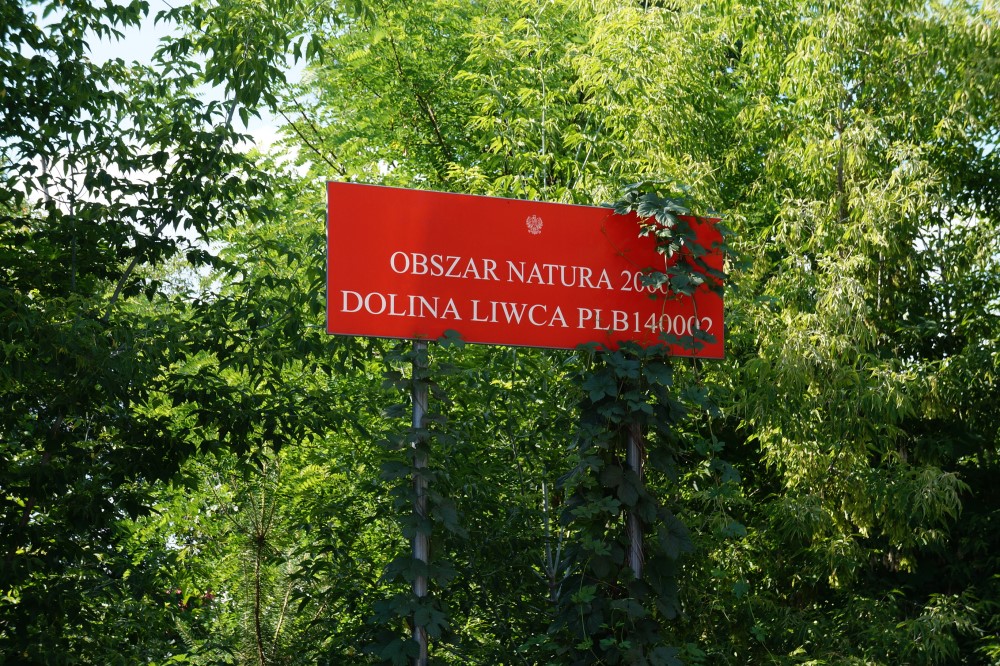 OBSZAR NATURA 2000
DOLINA LIWCA PLB140002